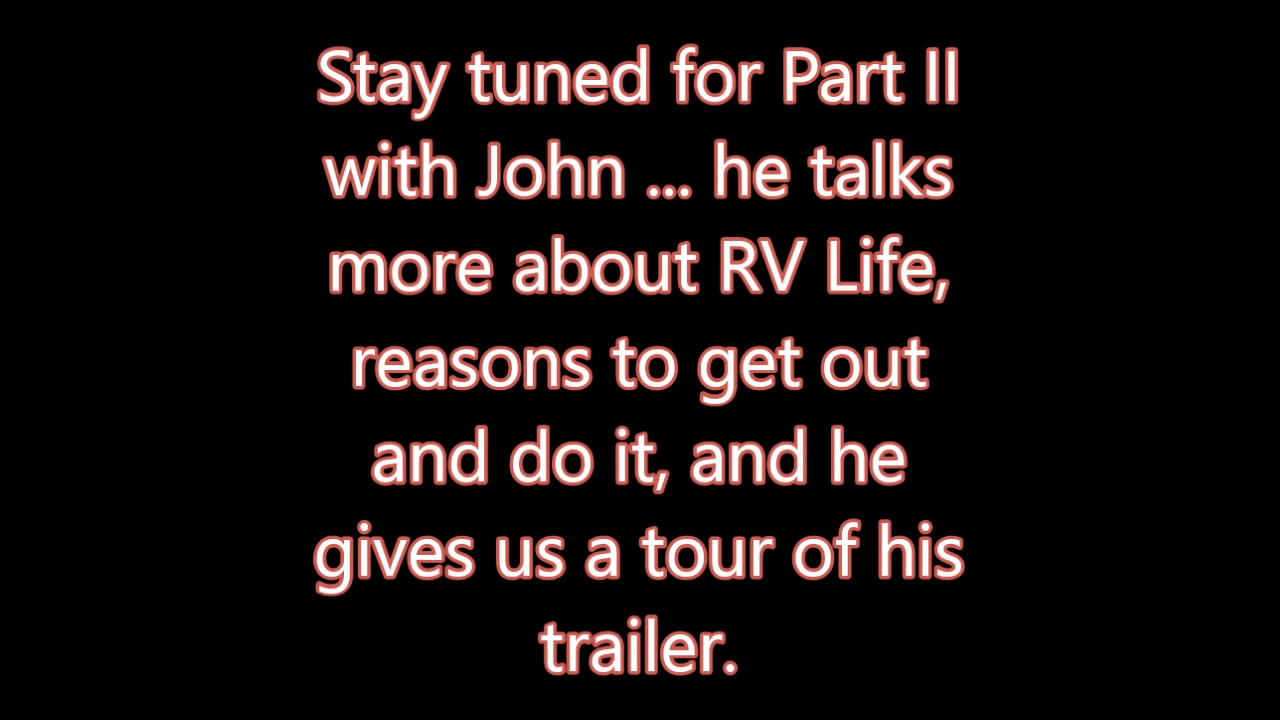 Stay tuned for Part II
with John ... he talks
more about RV Life,
reasons to get out
and do it, and he
gives us a tour of his
trailer.